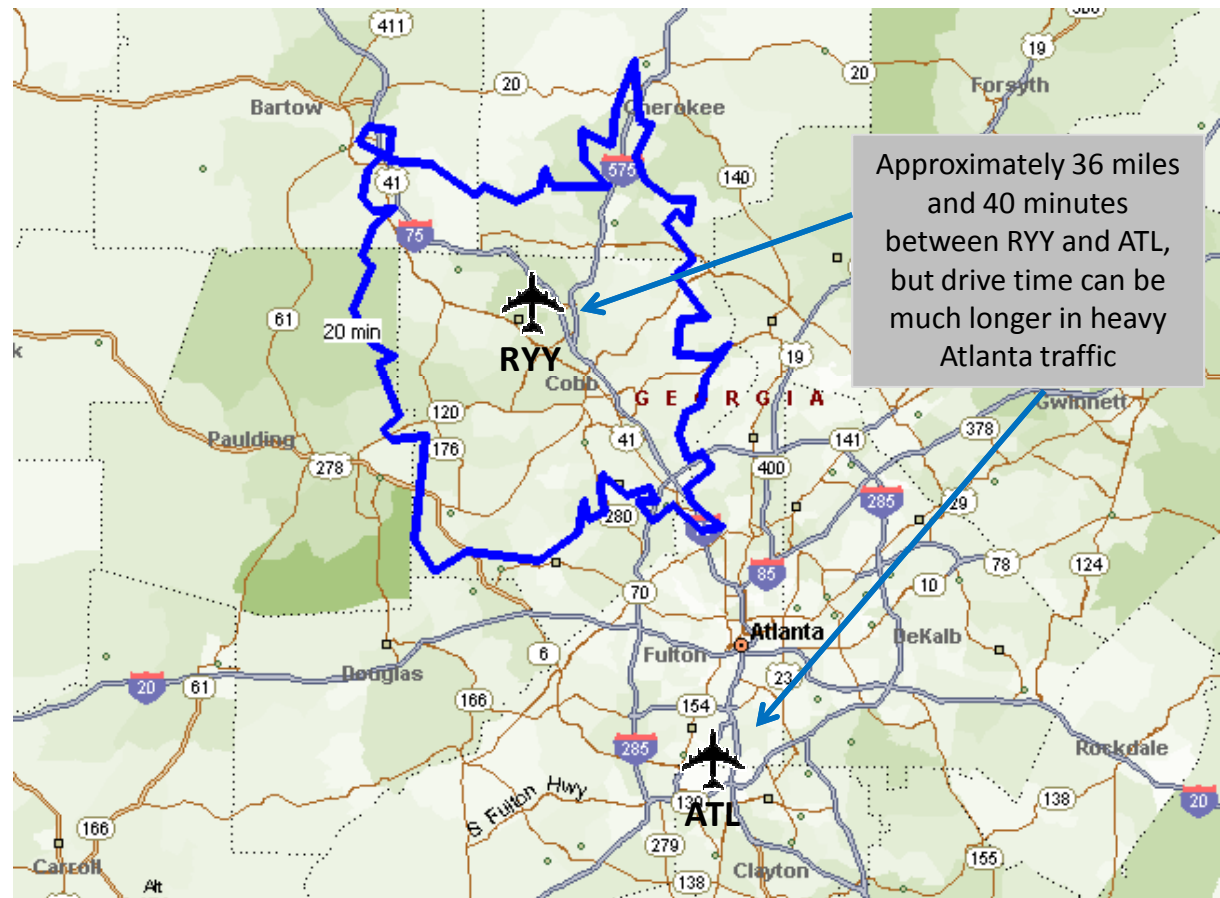 411
19
20
20
Forsyth
Bartow
Cherokee
Approximately 36 miles
and 40 minutes
between RYY and ATL,
but drive time can be
much longer in heavy
Atlanta traffic
575
140
41
75
61
20 min
RYY
19
Cobb
GEORGIA
Gwinnett
120
41
141
378
Paulding
176
278
400
285
29
280
85
78
124
10
70
Atlanta
DeKalb
6
Fulton
Douglas
20
61
23
166
154
285
Rockdale
S Fulton Hwy
139
138
20
ATL
166
279
155
Carroll
Clayton
Alt
138